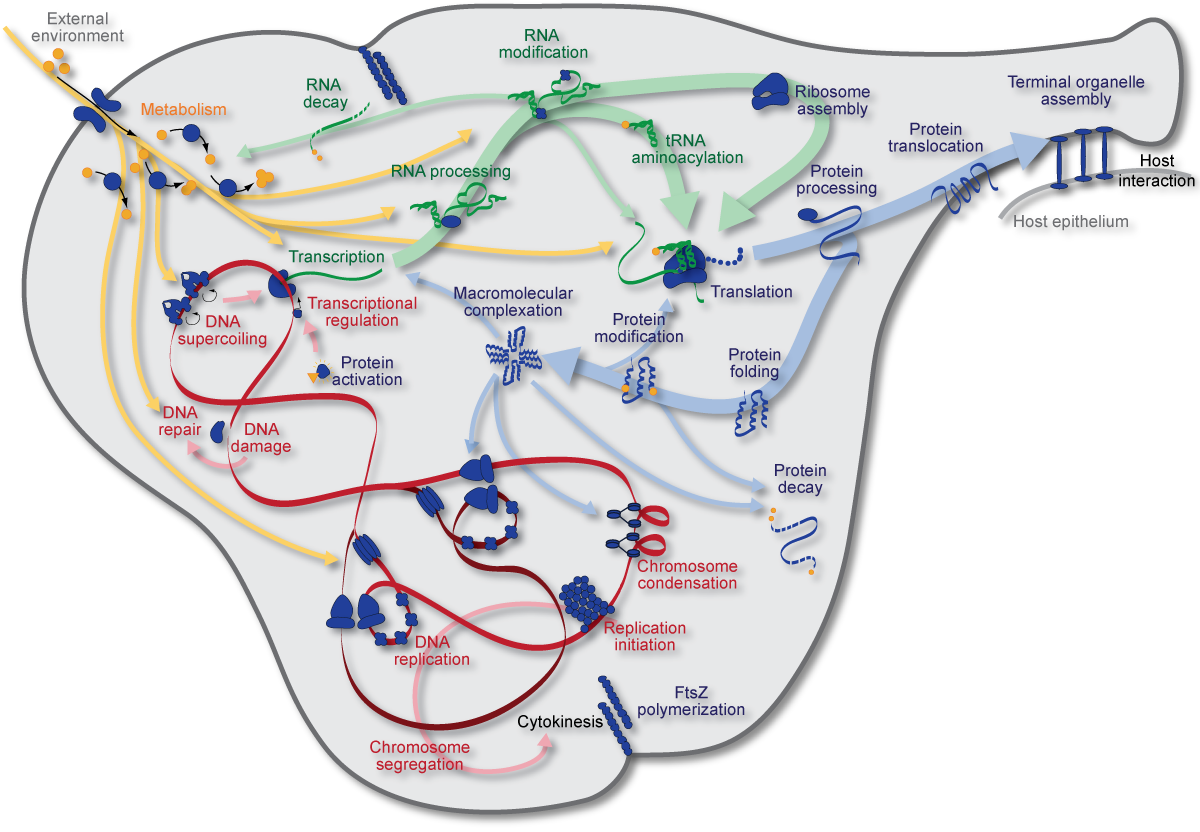 External
environment
Metabolism
RNA
decay
RNA
modification
Ribosome
assembly
Terminal organelle
assembly
tRNA
aminoacylation
Protein
translocation
Host
interaction
RNA processing
Protein
processing
Host epithelium
Transcription
Translation
Macromolecular
complexation
Transcriptional
regulation
DNA
supercoiling
Protein
modification
Protein
activation
Protein
folding
DNA
repair
DNA
damage
Protein
decay
Chromosome
condensation
Replication
initiation
DNA
replication
FtsZ
polymerization
Cytokinesis
Chromosome
segregation